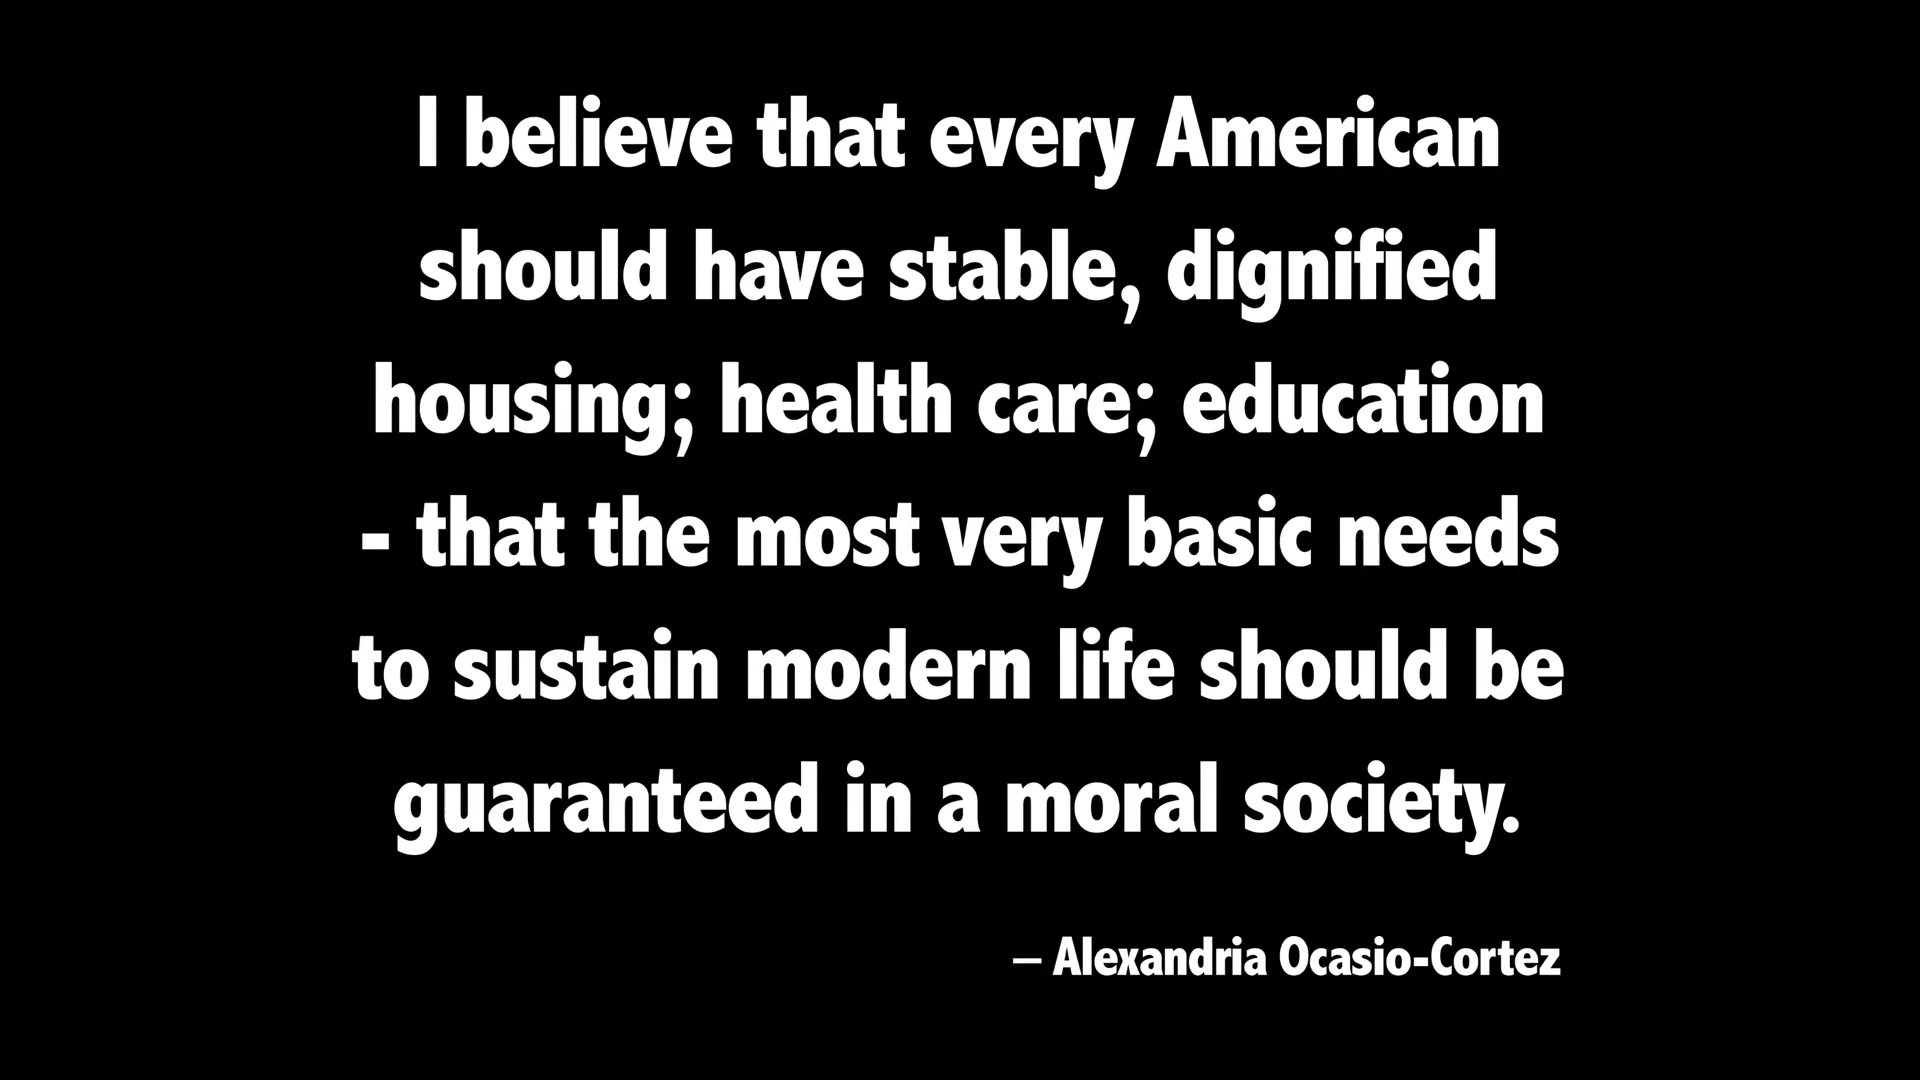 I believe that every American
should have stable, dignified
housing; health care; education
- that the most very basic needs
to sustain modern life should be
guaranteed in a moral society.
– Alexandria Ocasio-Cortez